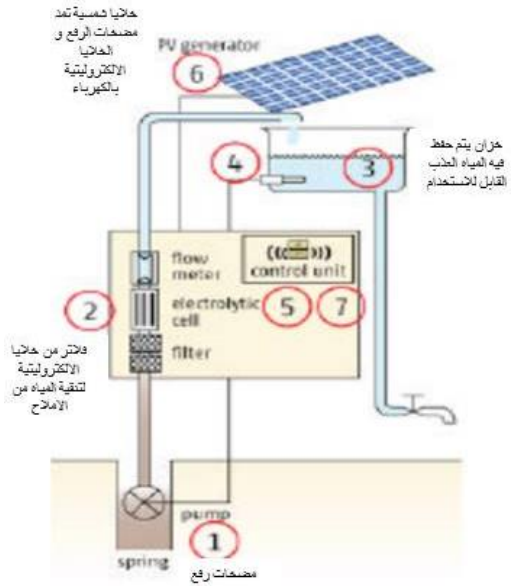 خلايا شمسية تمد
مضخات الرفع و
الخلايا
الالكتروليتية
بالكهرباء
PV generator
6
4
3
خزان يتم حفظ
فيه المياه العذب
القابل للاستخدام
flow
meter
control unit
2
electrolytic
cell
5
7
filter
فلاتر من خلايا
الالكتروليتية
لتنقية المياه من
الاملاح
pump
1
spring
مضخات رفع